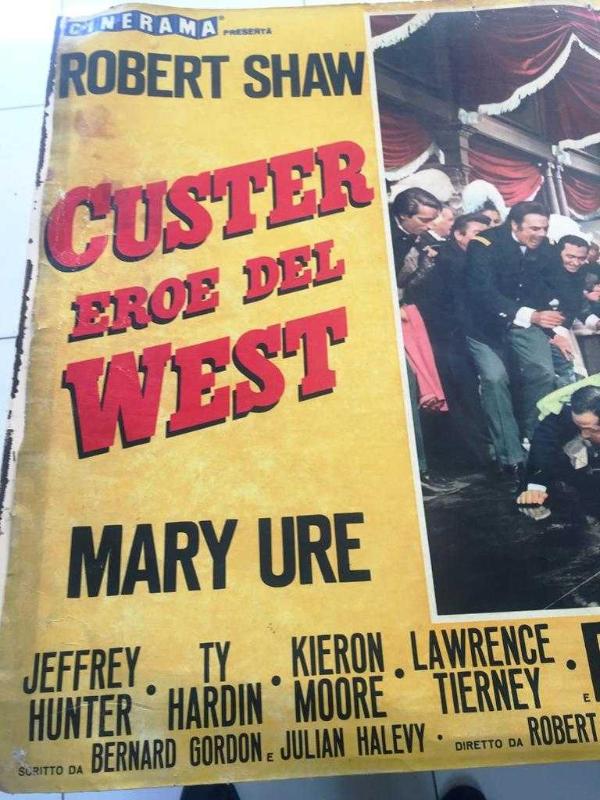 CINERAMA® PRESENTA
ROBERT SHAW
CUSTER
EROE DEL
WEST
MARY URE
JEFFREY HUNTER • TY HARDIN • KIERON MOORE • LAWRENCE TIERNEY • E
SCRITTO DA BERNARD GORDON E JULIAN HALEVY • DIRETTO DA ROBERT